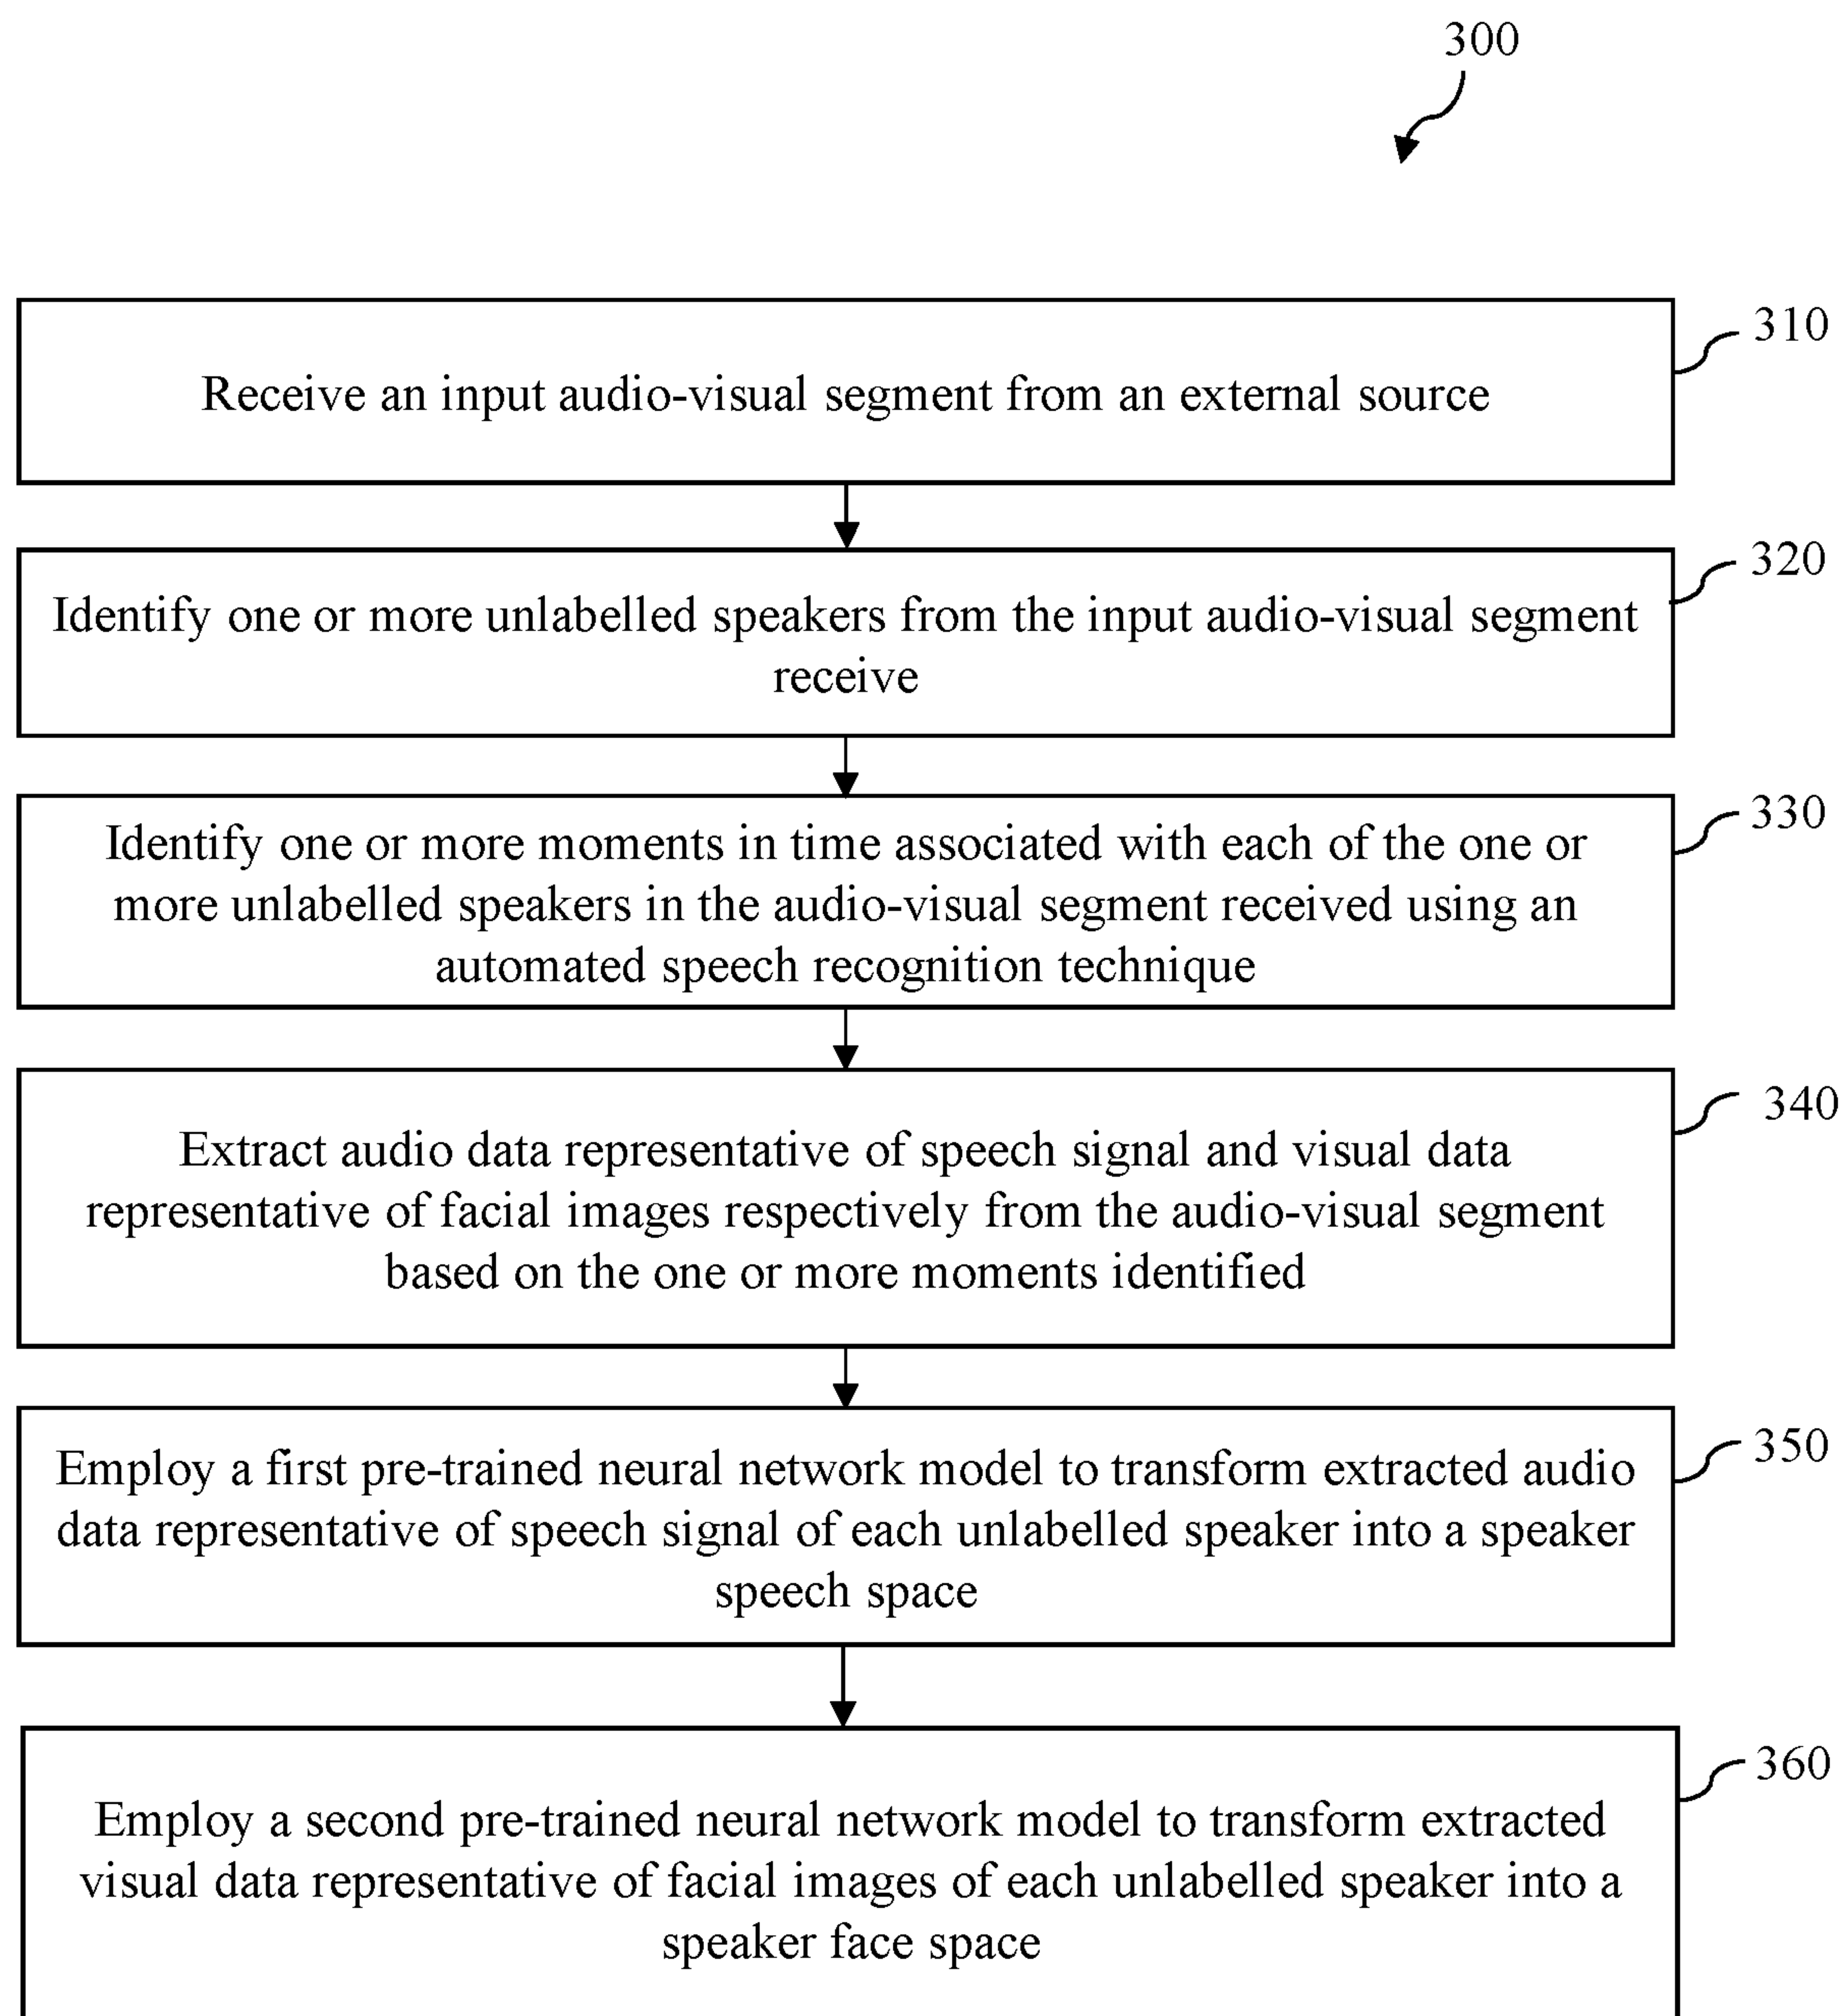 300
310
Receive an input audio-visual segment from an external source
320
Identify one or more unlabelled speakers from the input audio-visual segment
receive
330
Identify one or more moments in time associated with each of the one or
more unlabelled speakers in the audio-visual segment received using an
automated speech recognition technique
340
Extract audio data representative of speech signal and visual data
representative of facial images respectively from the audio-visual segment
based on the one or more moments identified
350
Employ a first pre-trained neural network model to transform extracted audio
data representative of speech signal of each unlabelled speaker into a speaker
speech space
360
Employ a second pre-trained neural network model to transform extracted
visual data representative of facial images of each unlabelled speaker into a
speaker face space